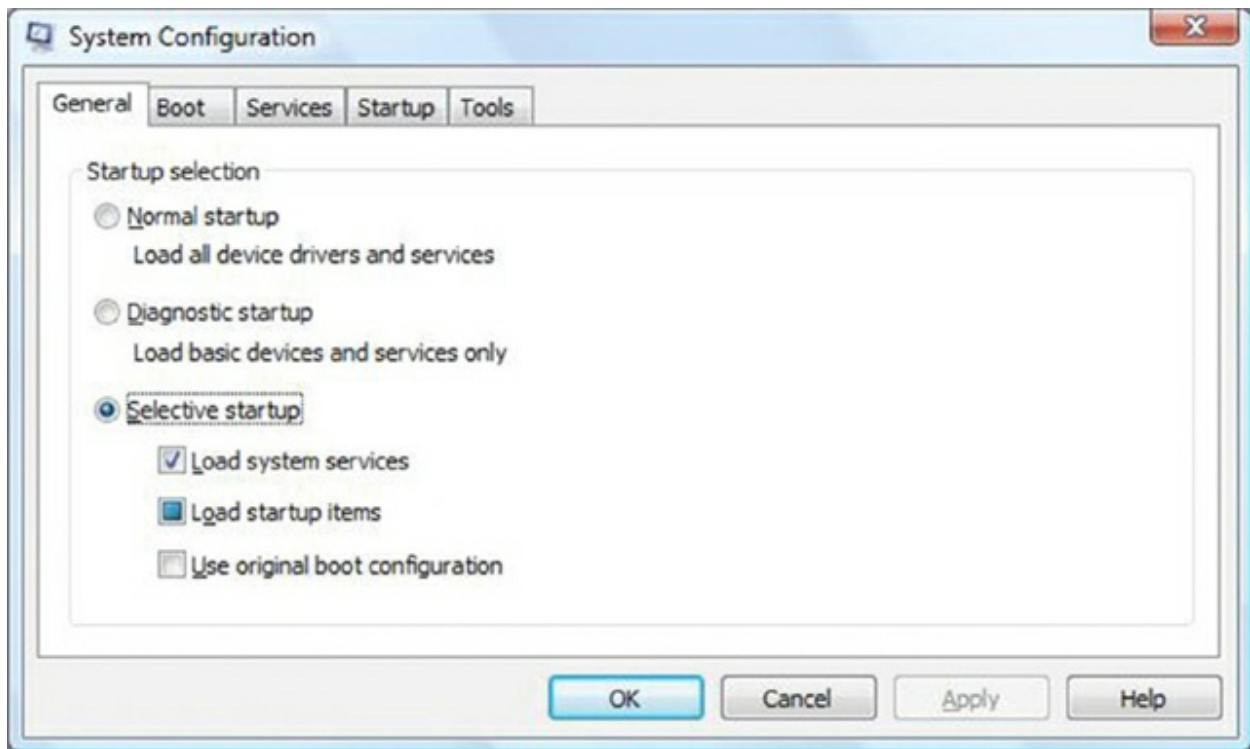 System Configuration
General Boot Services Startup Tools
Startup selection
Normal startup
Load all device drivers and services
Diagnostic startup
Load basic devices and services only
Selective startup
Load system services
Load startup items
Use original boot configuration
OK Cancel Apply Help